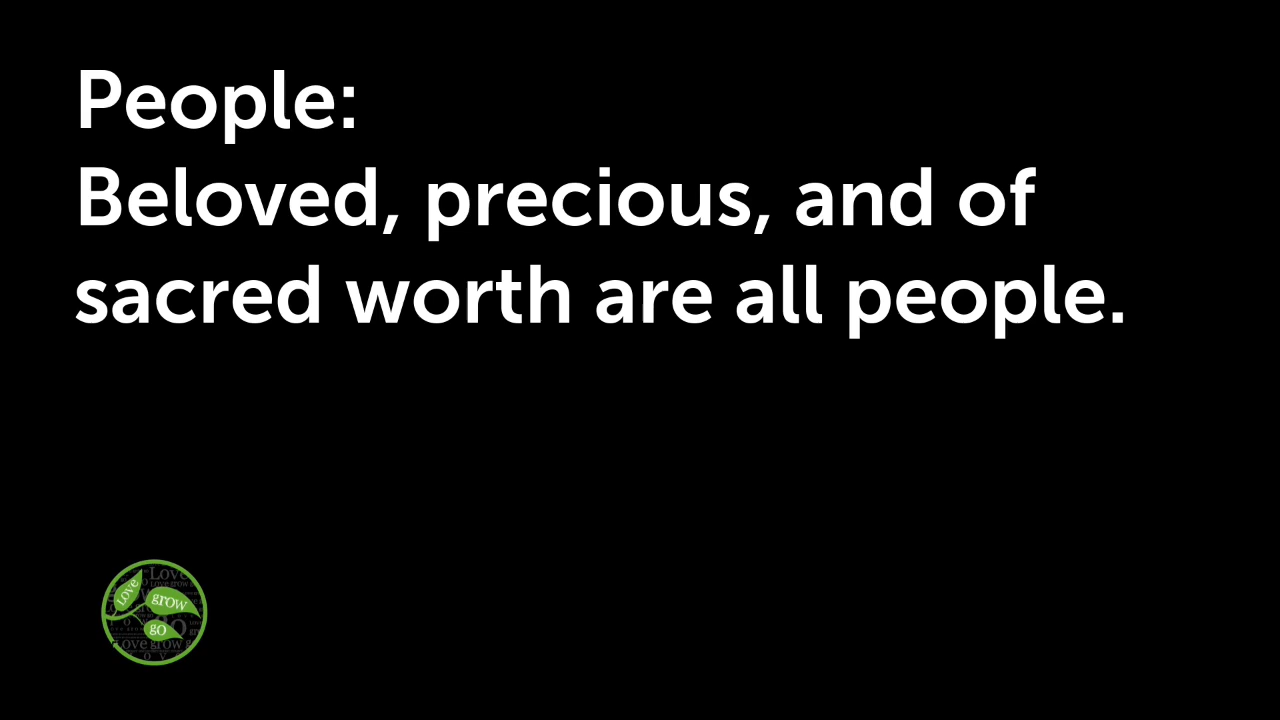 People:
Beloved, precious, and of
sacred worth are all people.
Love
grow
go